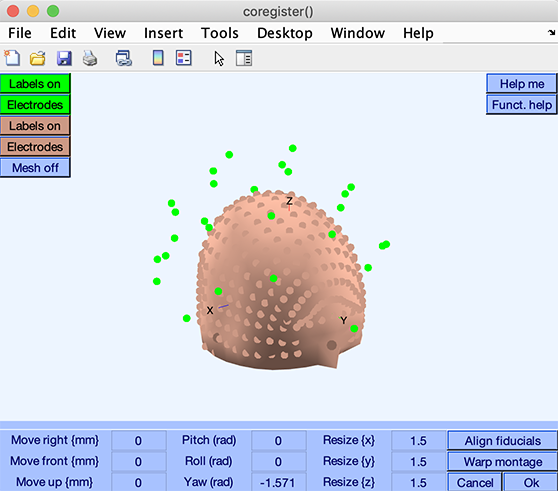 coregister()
File Edit View Insert Tools Desktop Window Help
Labels on
Electrodes
Labels on
Electrodes
Mesh off
Help me
Funct. help
Z
X
Y
Move right {mm} 0 Pitch (rad) 0 Resize {x} 1.5 Align fiducials
Move front {mm} 0 Roll (rad) 0 Resize {y} 1.5 Warp montage
Move up {mm} 0 Yaw (rad) -1.571 Resize {z} 1.5 Cancel Ok